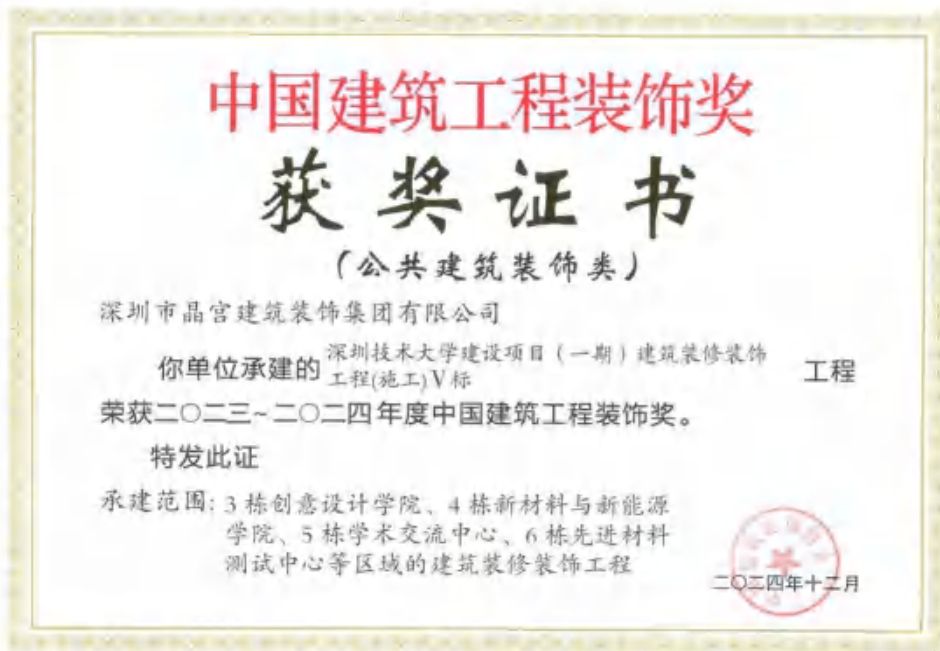 中国建筑工程装饰奖
获奖证书
(公共建筑装饰类)
深圳市晶宫建筑装饰集团有限公司
你单位承建的 深圳技术大学建设项目(一期)建筑装修装饰
工程(施工)V标 工程
荣获二〇二三~二〇二四年度中国建筑工程装饰奖。
特发此证
承建范围: 3栋创意设计学院、4栋新材料与新能源
学院、5栋学术交流中心、6栋先进材料
测试中心等区域的建筑装修装饰工程
二〇二四年十二月